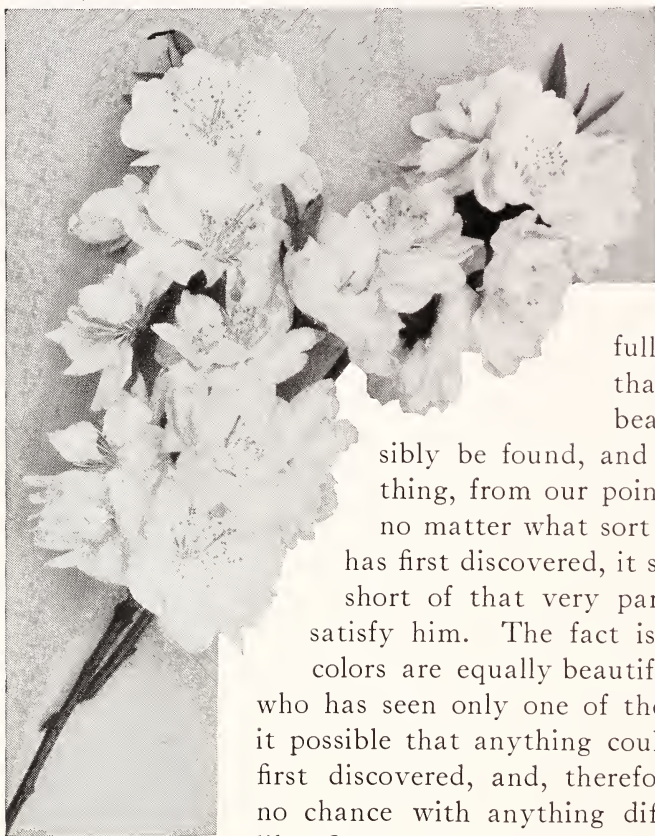 full
tha
bea
sibly be found, and
thing, from our poin
no matter what sort
has first discovered, it s
short of that very par
satisfy him. The fact is
colors are equally beautif
who has seen only one of the
it possible that anything coul
first discovered, and, therefo
no chance with anything dif